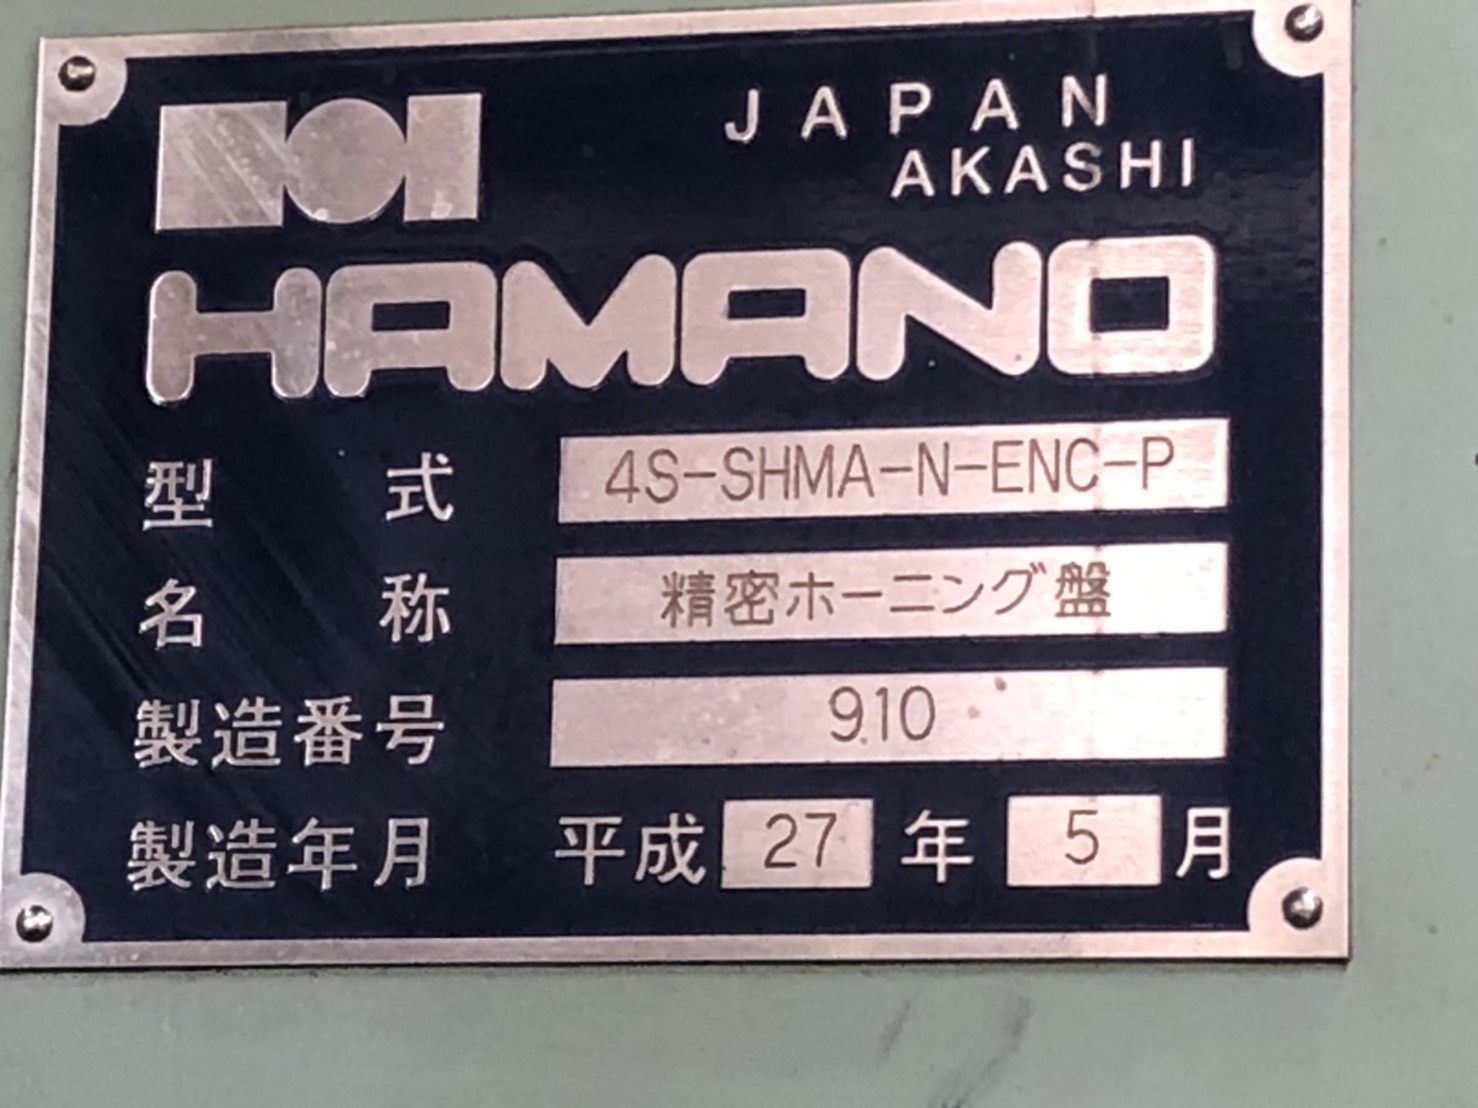 JAPAN
AKASHI
HAMANO
型式 4S-SHMA-N-ENC-P
名称 精密ホーニング盤
製造番号 910
製造年月 平成 27 年 5 月